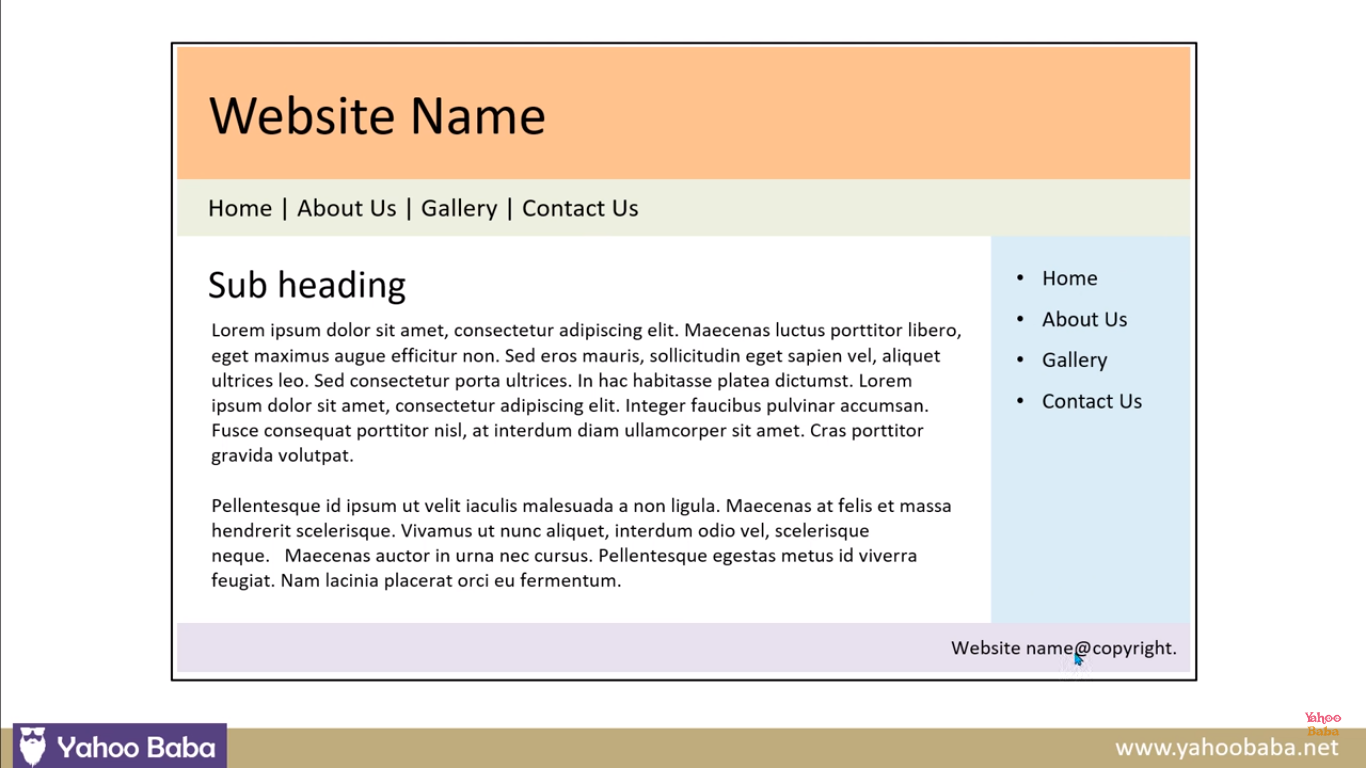 Website Name
Home | About Us | Gallery | Contact Us
Sub heading
Lorem ipsum dolor sit amet, consectetur adipiscing elit. Maecenas luctus porttitor libero,
eget maximus augue efficitur non. Sed eros mauris, sollicitudin eget sapien vel, aliquet
ultrices leo. Sed consectetur porta ultrices. In hac habitasse platea dictumst. Lorem
ipsum dolor sit amet, consectetur adipiscing elit. Integer faucibus pulvinar accumsan.
Fusce consequat porttitor nisl, at interdum diam ullamcorper sit amet. Cras porttitor
gravida volutpat.
Pellentesque id ipsum ut velit iaculis malesuada a non ligula. Maecenas at felis et massa
hendrerit scelerisque. Vivamus ut nunc aliquet, interdum odio vel, scelerisque
neque.   Maecenas auctor in urna nec cursus. Pellentesque egestas metus id viverra
feugiat. Nam lacinia placerat orci eu fermentum.
• Home
• About Us
• Gallery
• Contact Us
Website name@copyright.
Yahoo Baba
Yahoo
Baba
www.yahoobaba.net